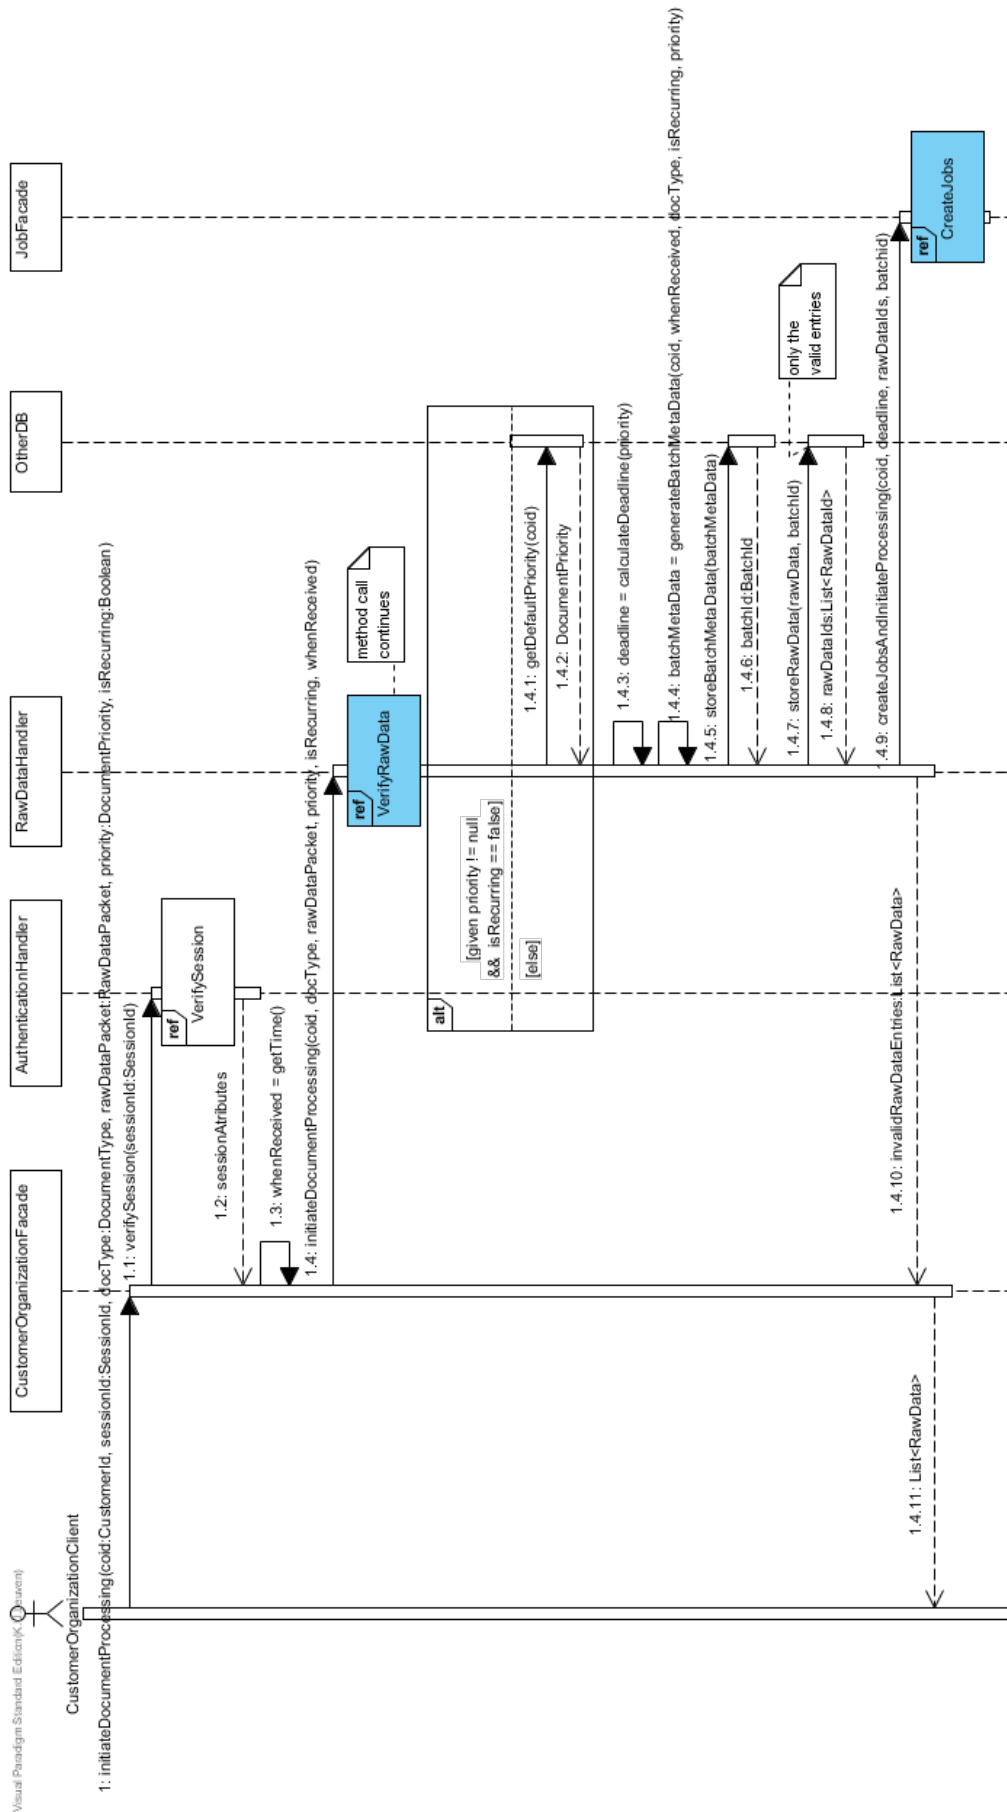 Visual Paradigm Standard Edition(K.U.Leuven)
CustomerOrganizationClient
CustomerOrganizationFacade
AuthenticationHandler
RawDataHandler
OtherDB
JobFacade
1: initiateDocumentProcessing(coid:CustomerId, sessionId:SessionId, docType:DocumentType, rawDataPacket:RawDataPacket, priority:DocumentPriority, isRecurring:Boolean)
1.1: verifySession(sessionId:SessionId)
ref
VerifySession
1.2: sessionAtributes
1.3: whenReceived = getTime()
1.4: initiateDocumentProcessing(coid, docType, rawDataPacket, priority, isRecurring, whenReceived)
ref
VerifyRawData
method call
continues
alt
[given priority != null
&& isRecurring == false]
[else]
1.4.1: getDefaultPriority(coid)
1.4.2: DocumentPriority
1.4.3: deadline = calculateDeadline(priority)
1.4.4: batchMetaData = generateBatchMetaData(coid, whenReceived, docType, isRecurring, priority)
1.4.5: storeBatchMetaData(batchMetaData)
1.4.6: batchId:BatchId
1.4.7: storeRawData(rawData, batchId)
only the
valid entries
1.4.8: rawDataIds:List<RawDataId>
1.4.9: createJobsAndInitiateProcessing(coid, deadline, rawDataIds, batchid)
ref
CreateJobs
1.4.10: invalidRawDataEntries:List<RawData>
1.4.11: List<RawData>